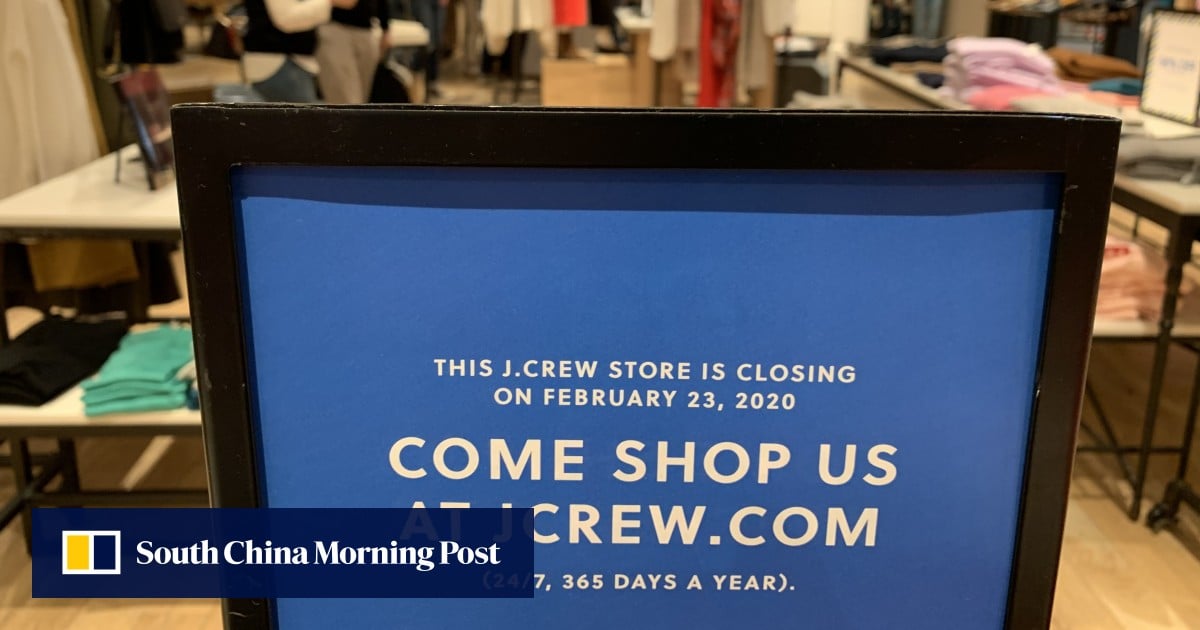 THIS J.CREW STORE IS CLOSING
ON FEBRUARY 23, 2020
COME SHOP US
AT JCREW.COM
(24/7, 365 DAYS A YEAR).
South China Morning Post